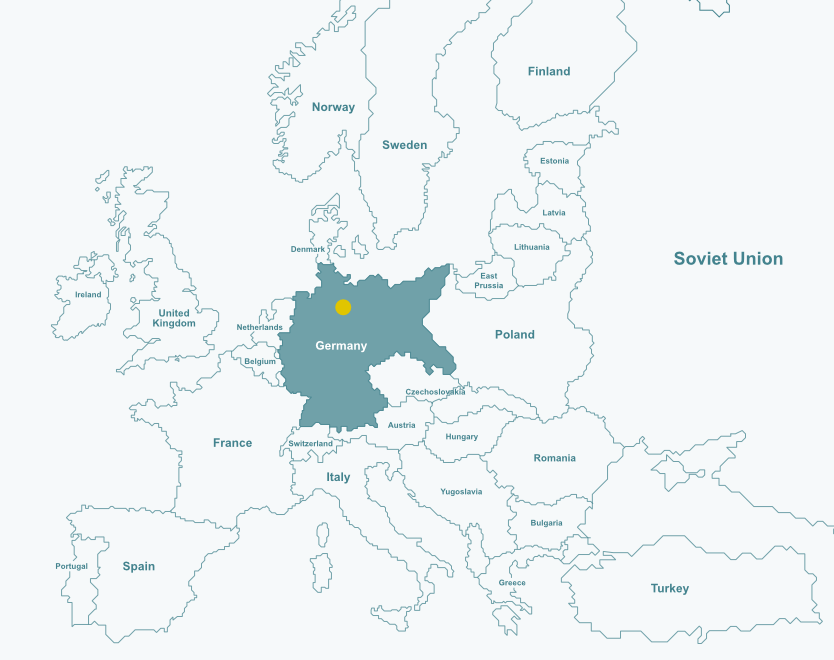 Finland
Norway
Sweden
Estonia
Latvia
Lithuania
Denmark
Soviet Union
East
Prussia
Ireland
United
Kingdom
Netherlands
Poland
Germany
Belgium
Czechoslovakia
Austria
Hungary
France
Switzerland
Romania
Italy
Yugoslavia
Bulgaria
Portugal
Spain
Greece
Turkey